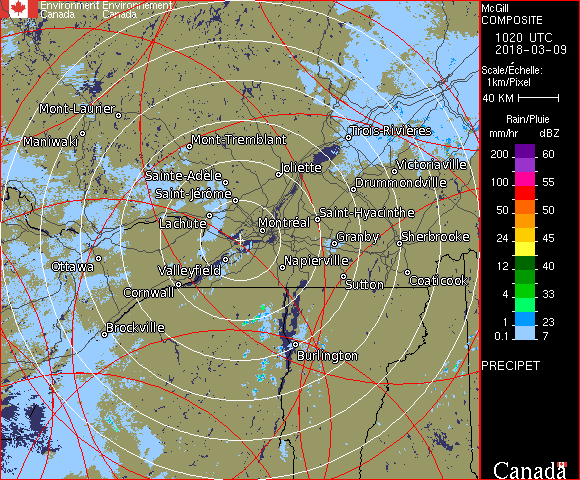 Environment Environnement
Canada Canada
Mont-Laurier
Maniwaki
Mont-Tremblant
Trois-Rivières
Sainte-Adèle
Joliette
Victoriaville
Saint-Jérôme
Drummondville
Lachute
Montréal
Saint-Hyacinthe
Granby
Sherbrooke
Ottawa
Valleyfield
Napierville
Cornwall
Sutton
Coaticook
Brockville
Burlington
McGill
COMPOSITE
1020 UTC
2018-03-09
Scale/Échelle:
1km/Pixel
40 KM
Rain/Pluie
mm/hr dBZ
200 60
100 55
50 50
24 45
12 40
8 33
4 30
1 23
0.1 7
PRECIPET
Canada